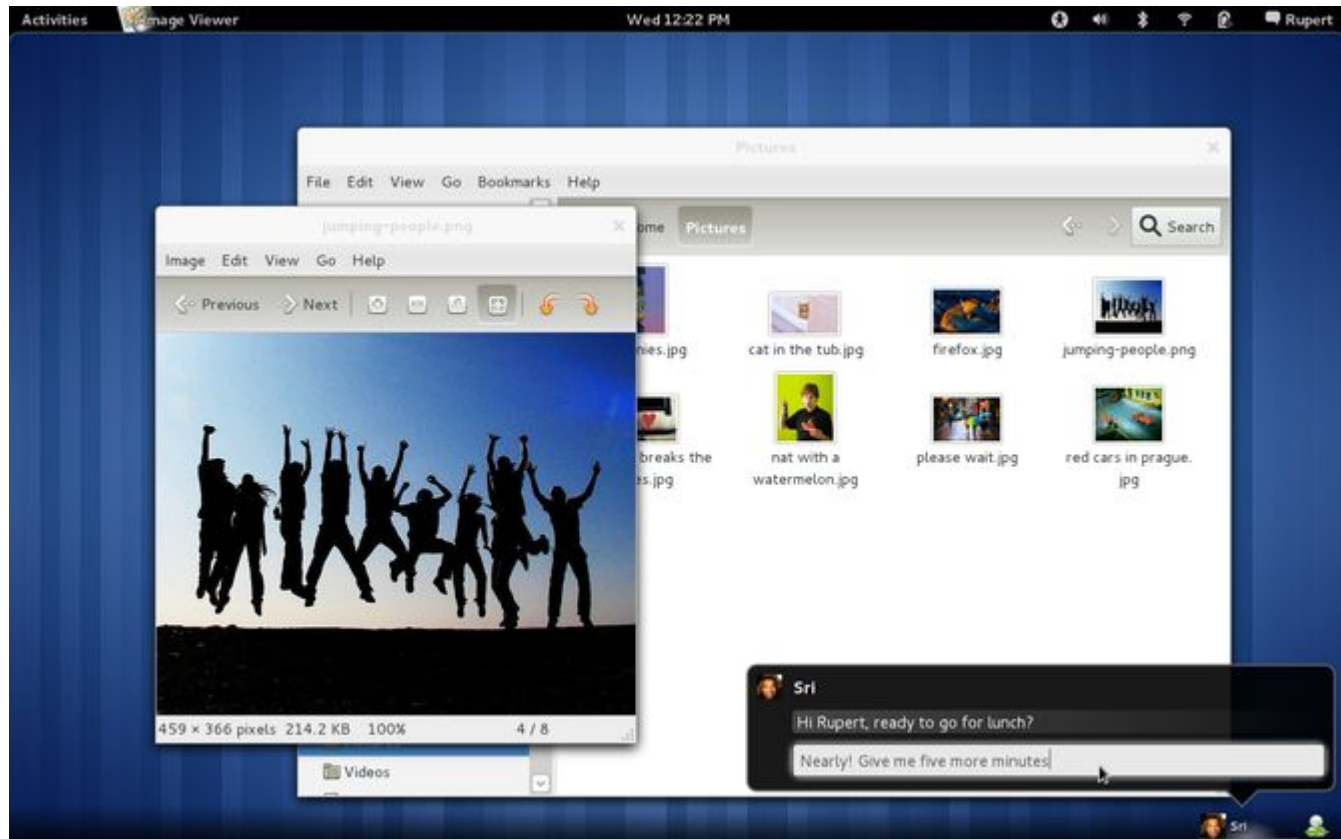 Activities
mage Viewer
Wed 12:22 PM
Rupert
Pictures
File Edit View Go Bookmarks Help
ome Pictures
Search
jumping-people.png
Image Edit View Go Help
Previous Next
nies.jpg
cat in the tub.jpg
firefox.jpg
jumping-people.png
breaks the
es.jpg
nat with a
watermelon.jpg
please wait.jpg
red cars in prague.
jpg
459 × 366 pixels 214.2 KB 100% 4 / 8
Videos
Sri
Hi Rupert, ready to go for lunch?
Nearly! Give me five more minutes
Sri